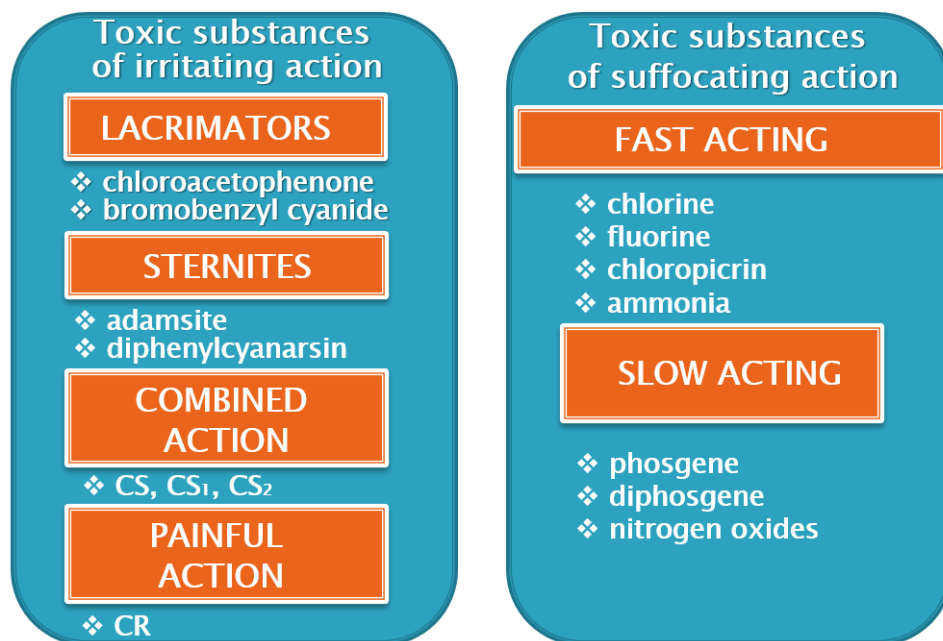 Toxic substances
of irritating action
LACRIMATORS
❖ chloroacetophenone
❖ bromobenzyl cyanide
STERNITES
❖ adamsite
❖ diphenylcyanarsin
COMBINED
ACTION
❖ CS, CS₁, CS₂
PAINFUL
ACTION
❖ CR
Toxic substances
of suffocating action
FAST ACTING
❖ chlorine
❖ fluorine
❖ chloropicrin
❖ ammonia
SLOW ACTING
❖ phosgene
❖ diphosgene
❖ nitrogen oxides